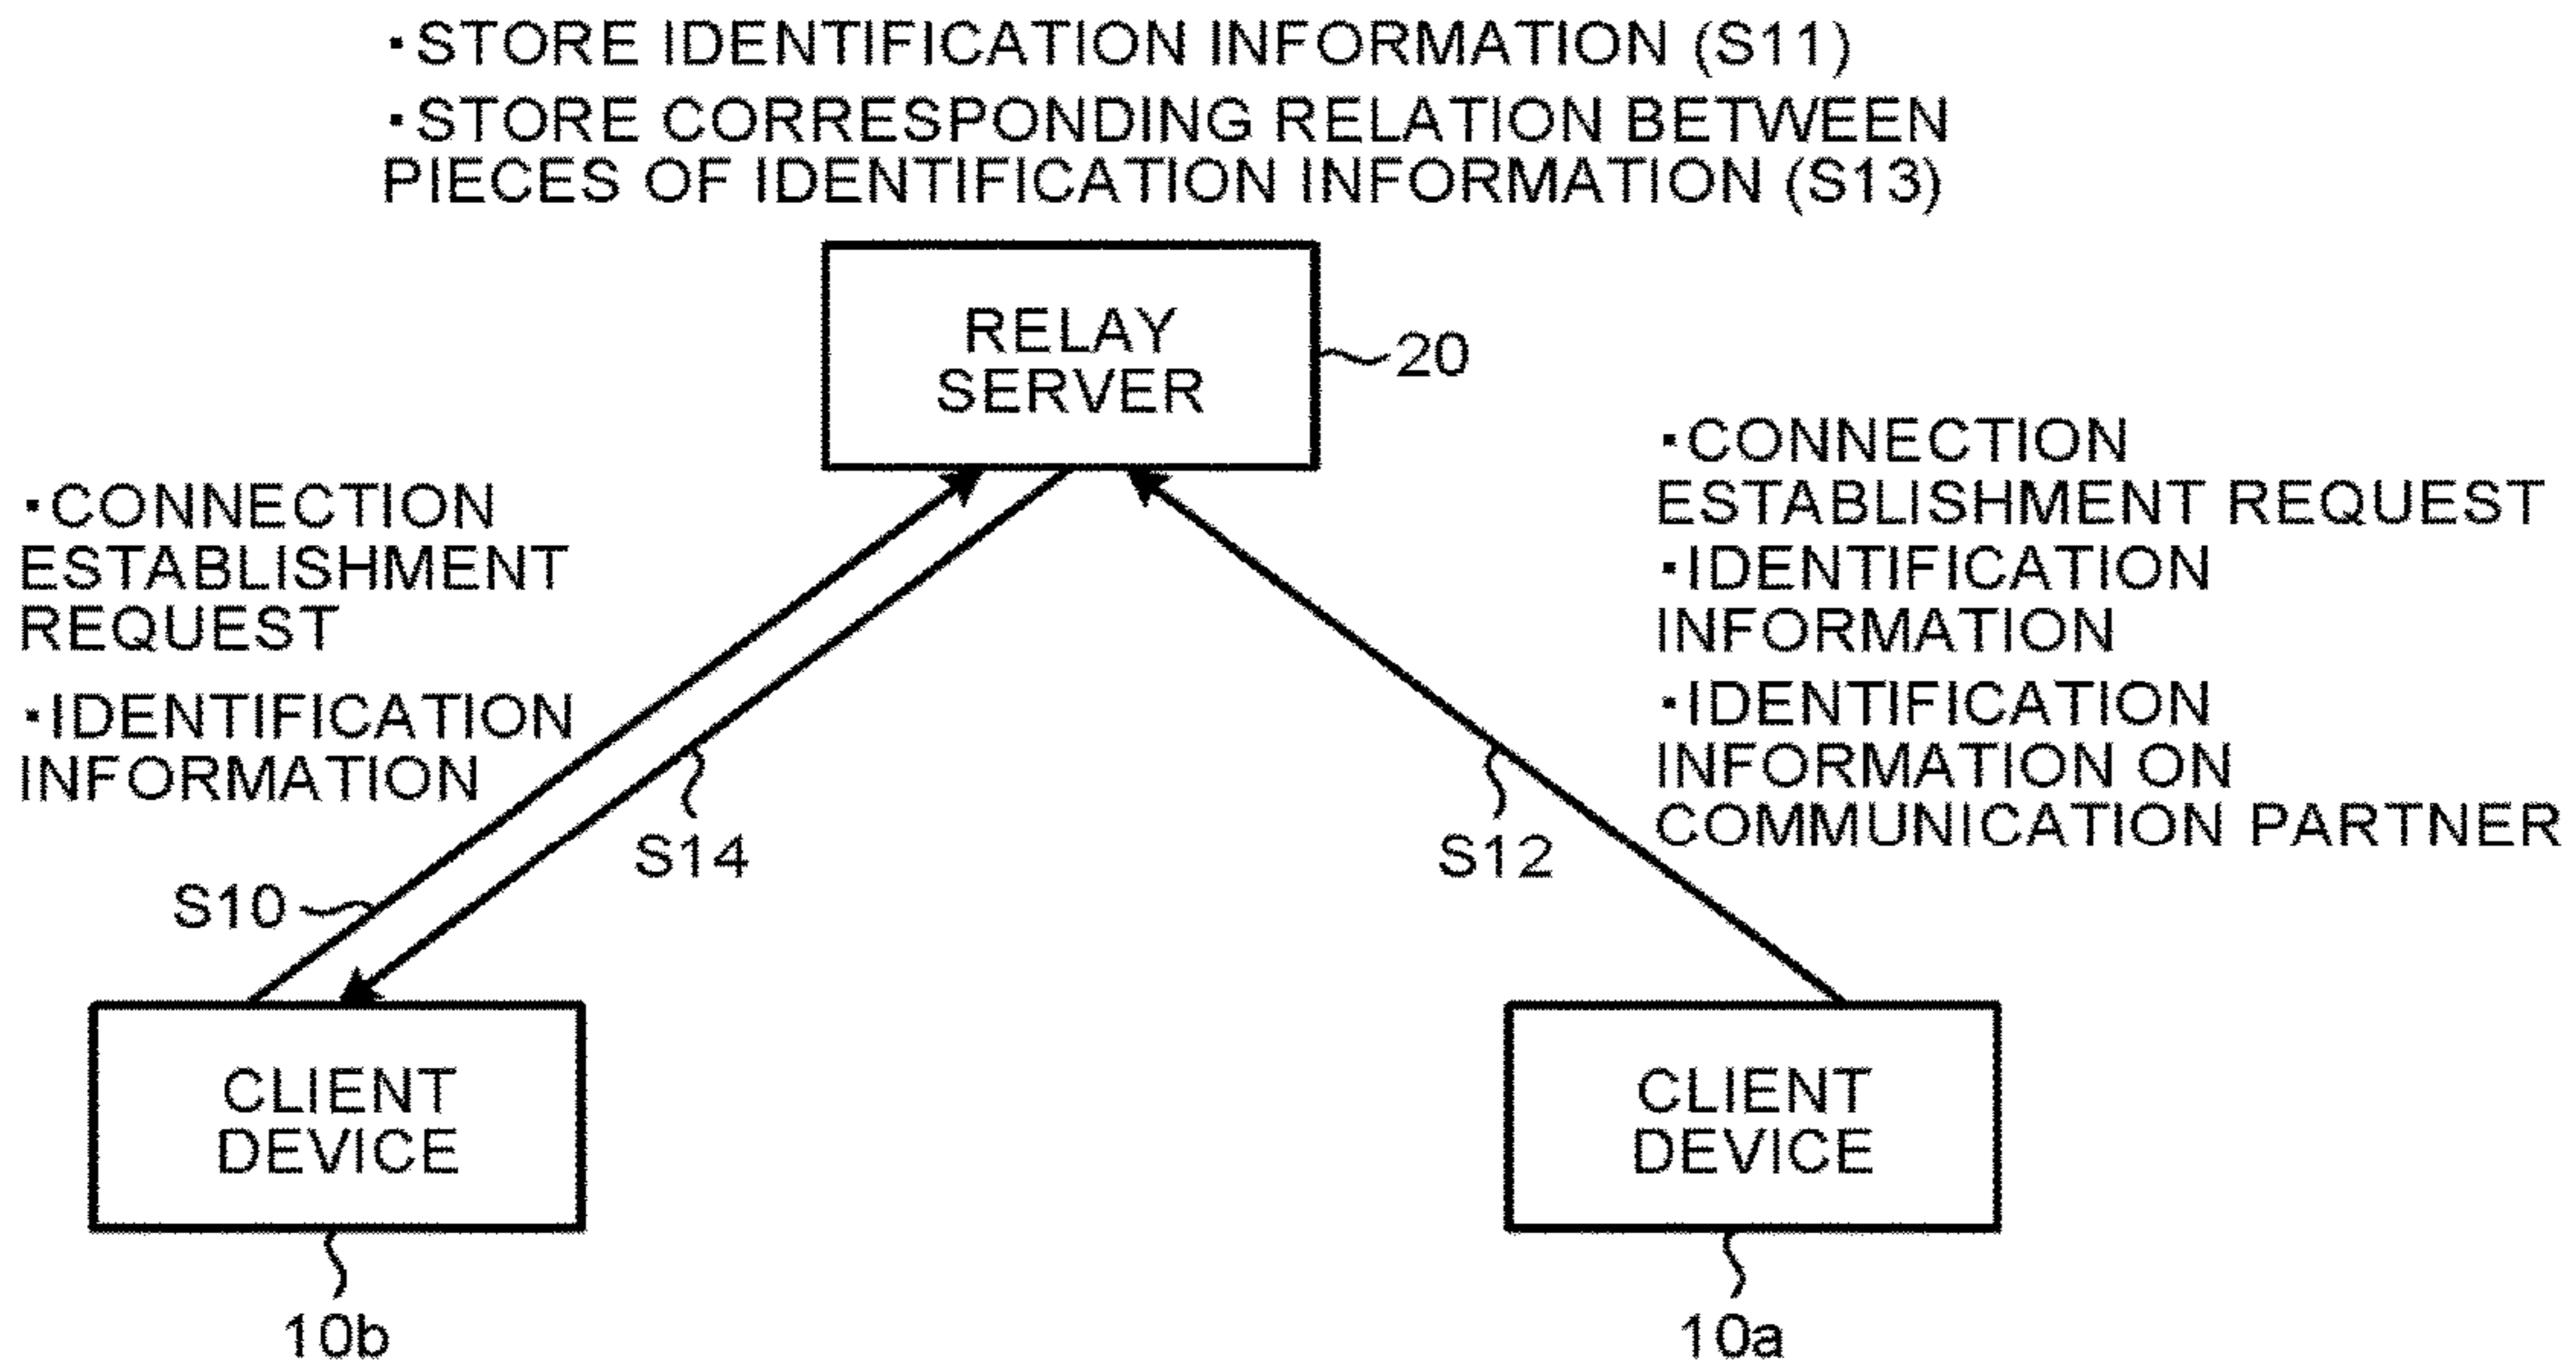 ・STORE IDENTIFICATION INFORMATION (S11)
・STORE CORRESPONDING RELATION BETWEEN
PIECES OF IDENTIFICATION INFORMATION (S13)
RELAY
SERVER
20
・CONNECTION
ESTABLISHMENT
REQUEST
・IDENTIFICATION
INFORMATION
・CONNECTION
ESTABLISHMENT REQUEST
・IDENTIFICATION
INFORMATION
・IDENTIFICATION
INFORMATION ON
COMMUNICATION PARTNER
S10
S14
S12
CLIENT
DEVICE
10b
CLIENT
DEVICE
10a